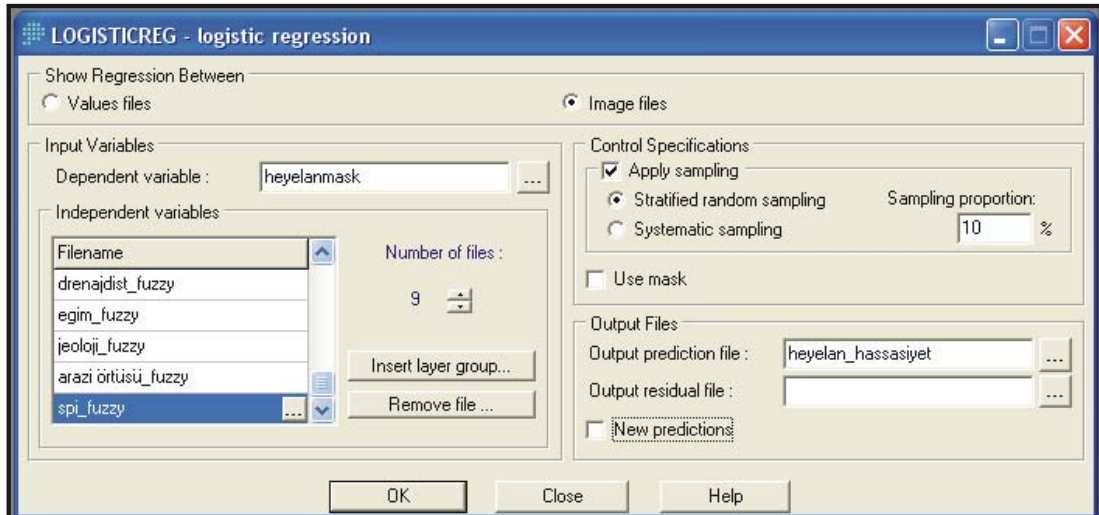 LOGISTICREG - logistic regression
Show Regression Between
Values files
Image files
Input Variables
Dependent variable :
heyelanmask
...
Independent variables
Filename
drenajdist_fuzzy
egim_fuzzy
jeoloji_fuzzy
arazi örtüsü_fuzzy
spi_fuzzy
...
Number of files :
9
Insert layer group...
Remove file ...
Control Specifications
Apply sampling
Stratified random sampling
Systematic sampling
Sampling proportion:
10 %
Use mask
Output Files
Output prediction file :
heyelan_hassasiyet
...
Output residual file :
...
New predictions
OK
Close
Help